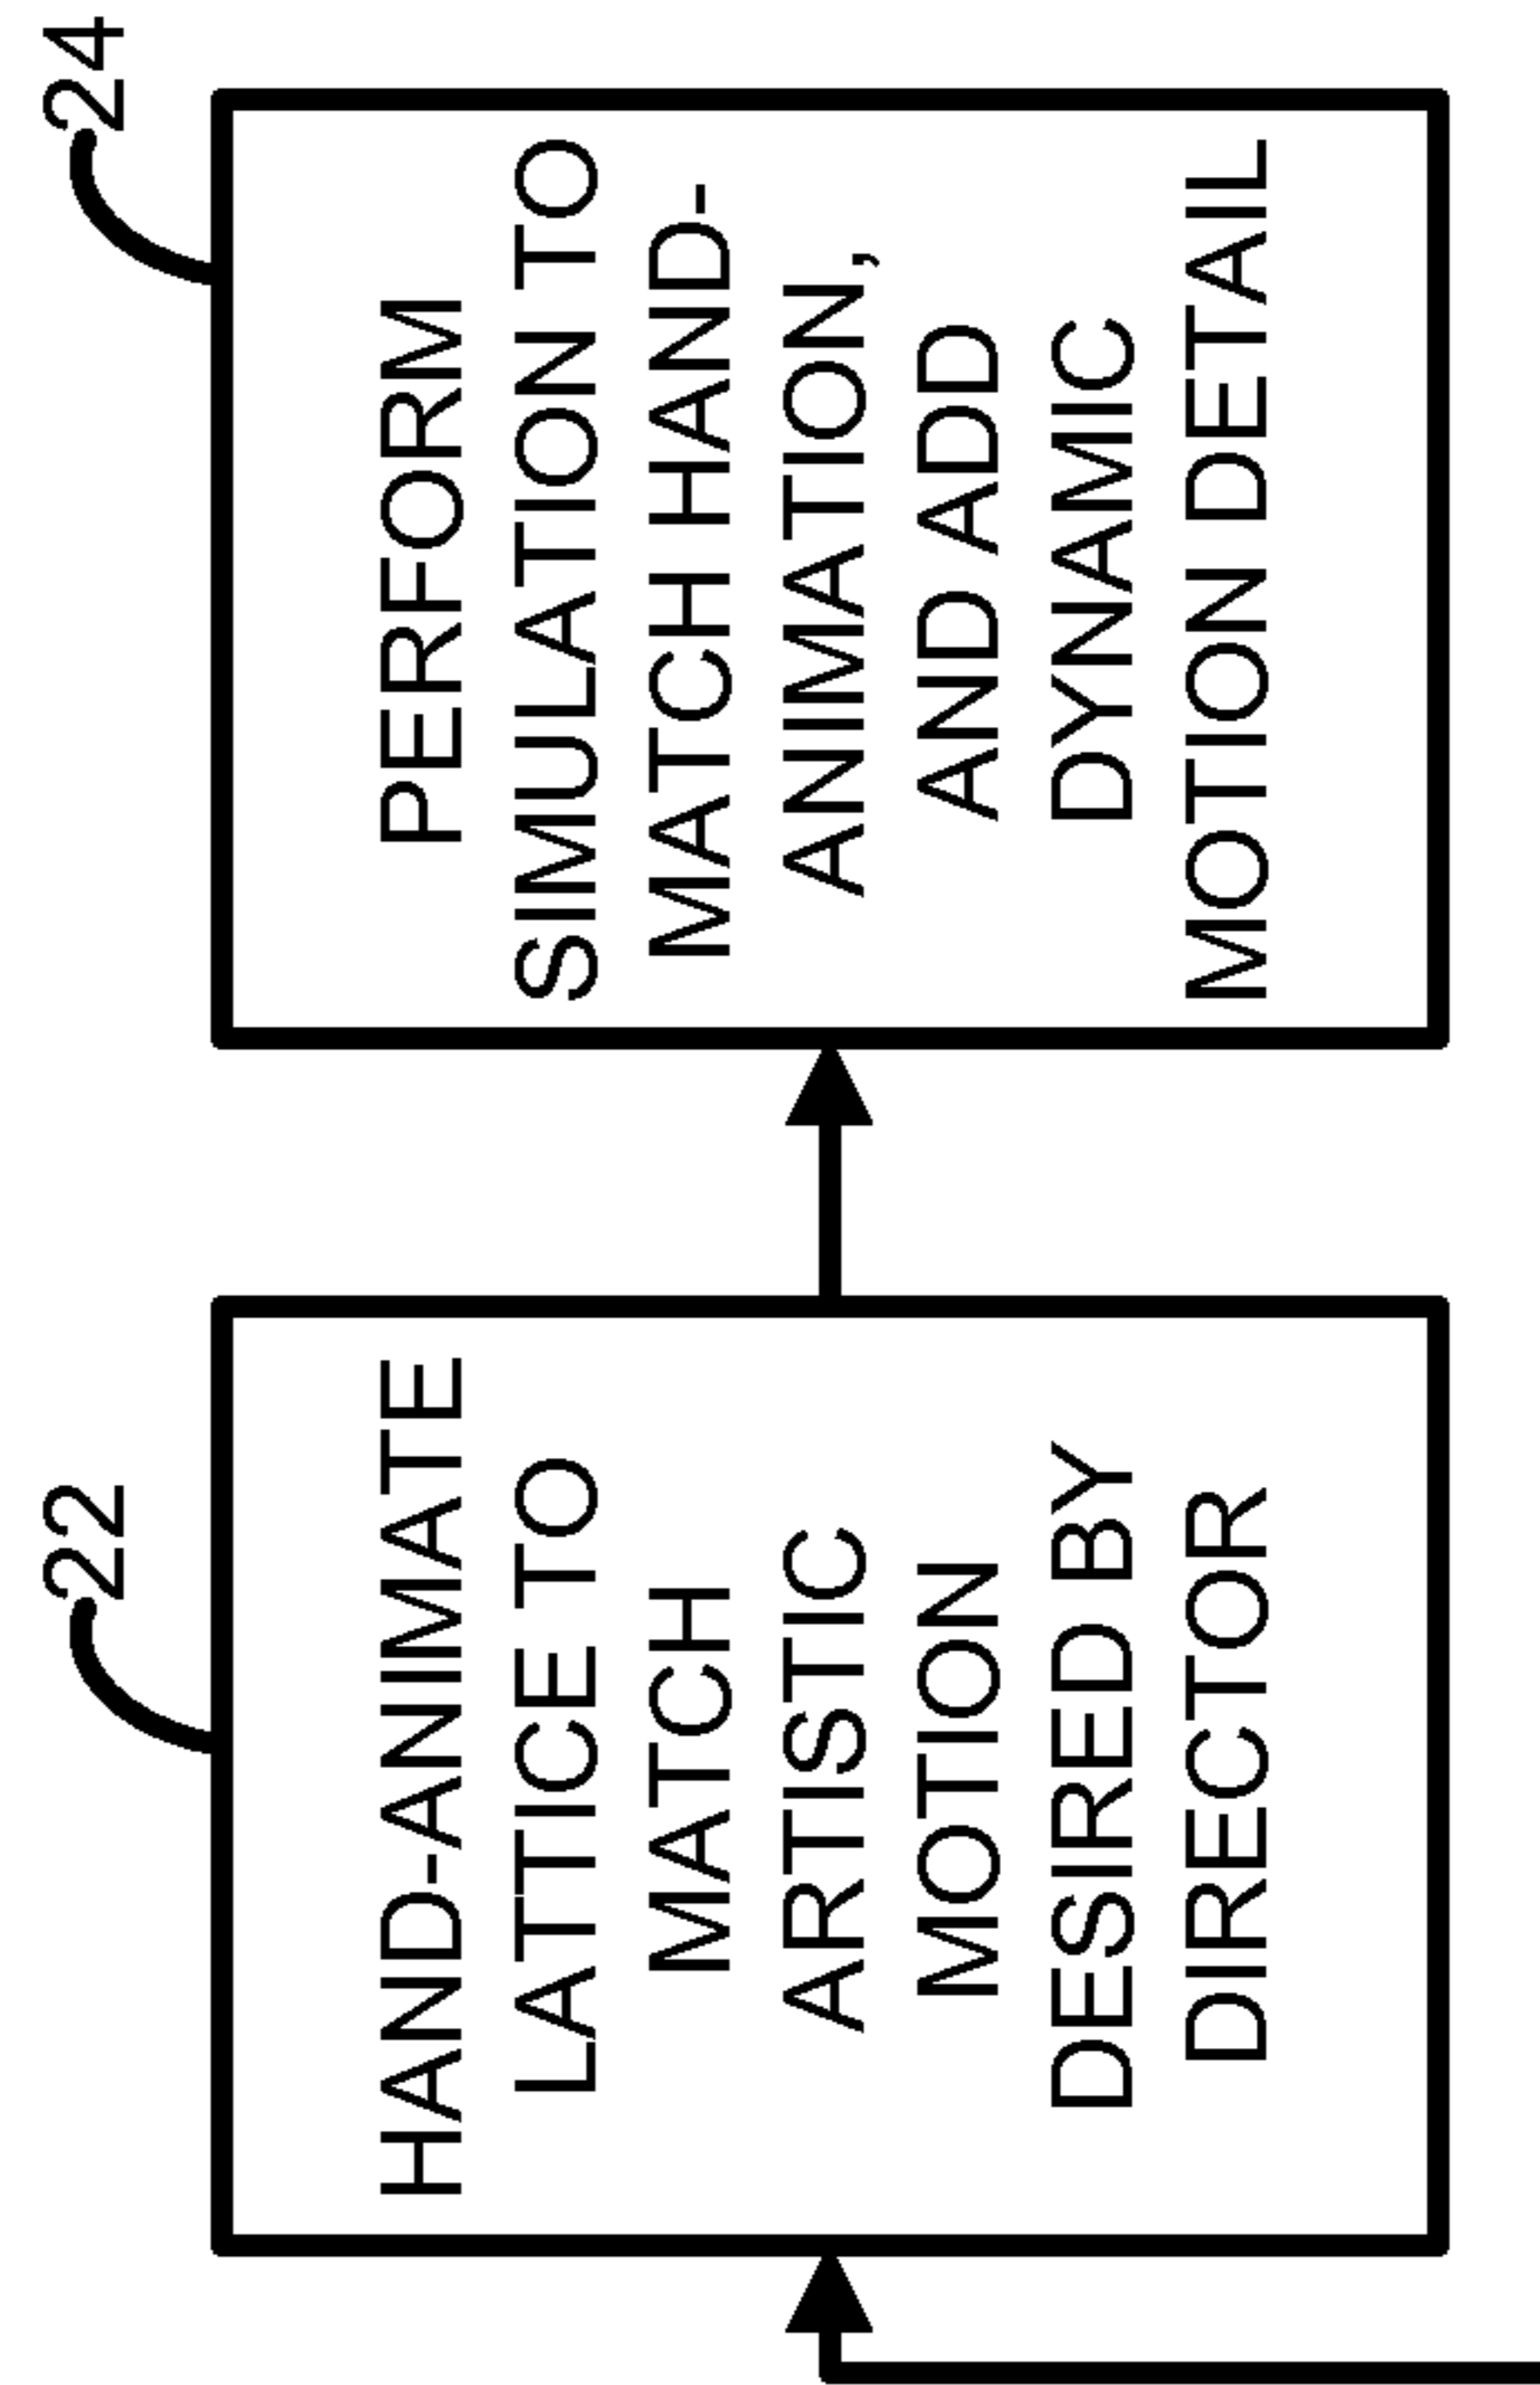 22
HAND-ANIMATE
LATTICE TO
MATCH
ARTISTIC
MOTION
DESIRED BY
DIRECTOR
24
PERFORM
SIMULATION TO
MATCH HAND-
ANIMATION,
AND ADD
DYNAMIC
MOTION DETAIL